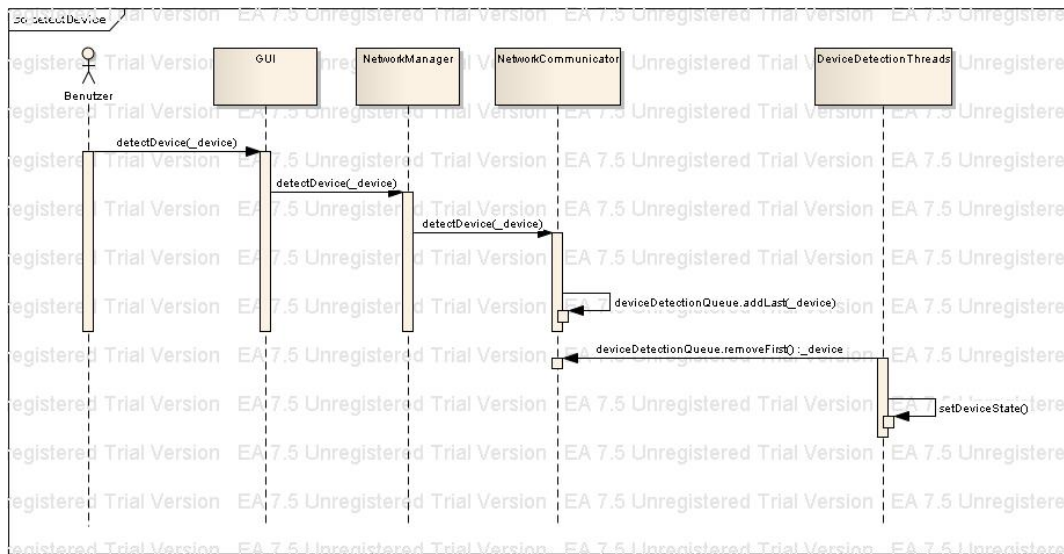 sd detectDevice
Benutzer
GUI
NetworkManager
NetworkCommunicator
DeviceDetectionThreads
detectDevice(_device)
detectDevice(_device)
detectDevice(_device)
deviceDetectionQueue.addLast(_device)
deviceDetectionQueue.removeFirst() :_device
setDeviceState()
EA 7.5 Unregistered Trial Version